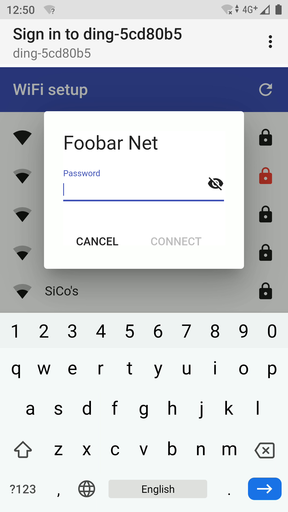 12:50
4G+
Sign in to ding-5cd80b5
ding-5cd80b5
WiFi setup
Foobar Net
Password
CANCEL CONNECT
SiCo's
1 2 3 4 5 6 7 8 9 0
q w e r t y u i o p
a s d f g h j k l
z x c v b n m
?123 , English .